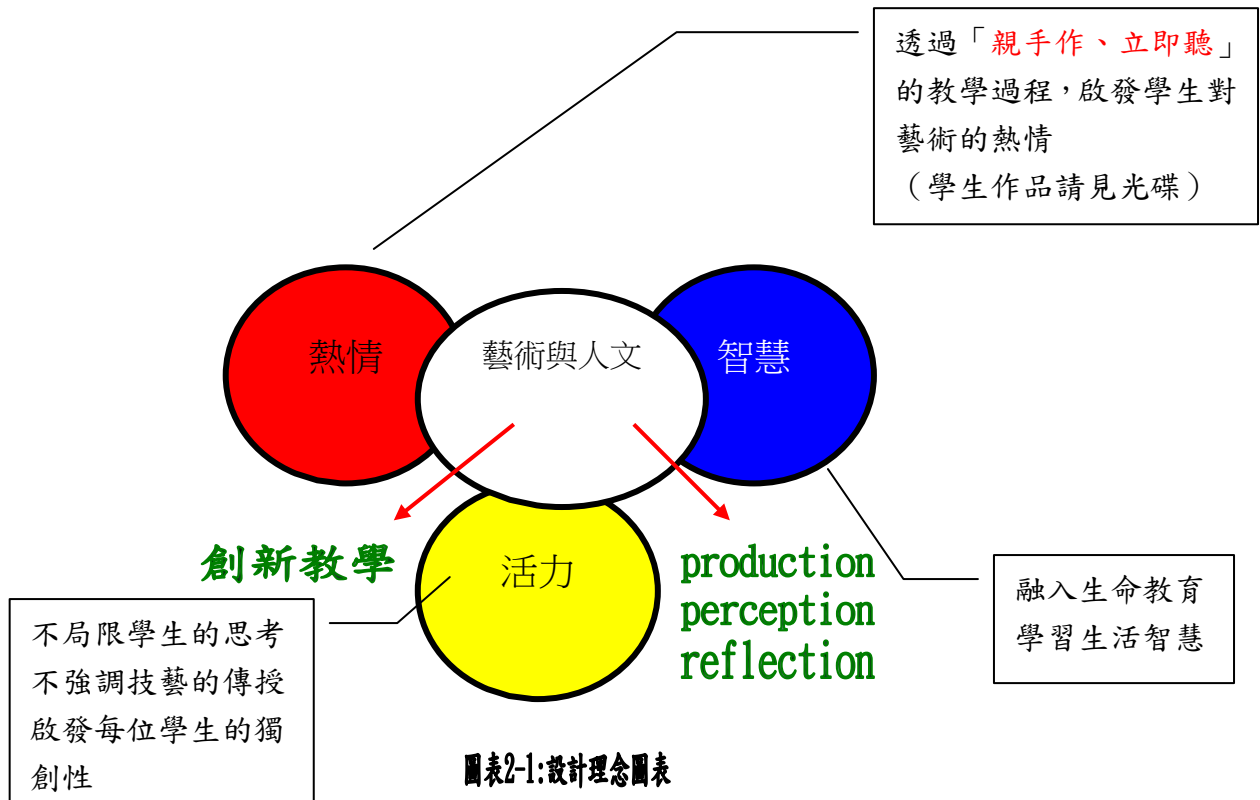 透過「親手作、立即聽」
的教學過程,啟發學生對
藝術的熱情
（學生作品請見光碟）
熱情
藝術與人文
智慧
創新教學
活力
production
perception
reflection
不局限學生的思考
不強調技藝的傳授
啟發每位學生的獨
創性
融入生命教育
學習生活智慧
圖表2-1:設計理念圖表